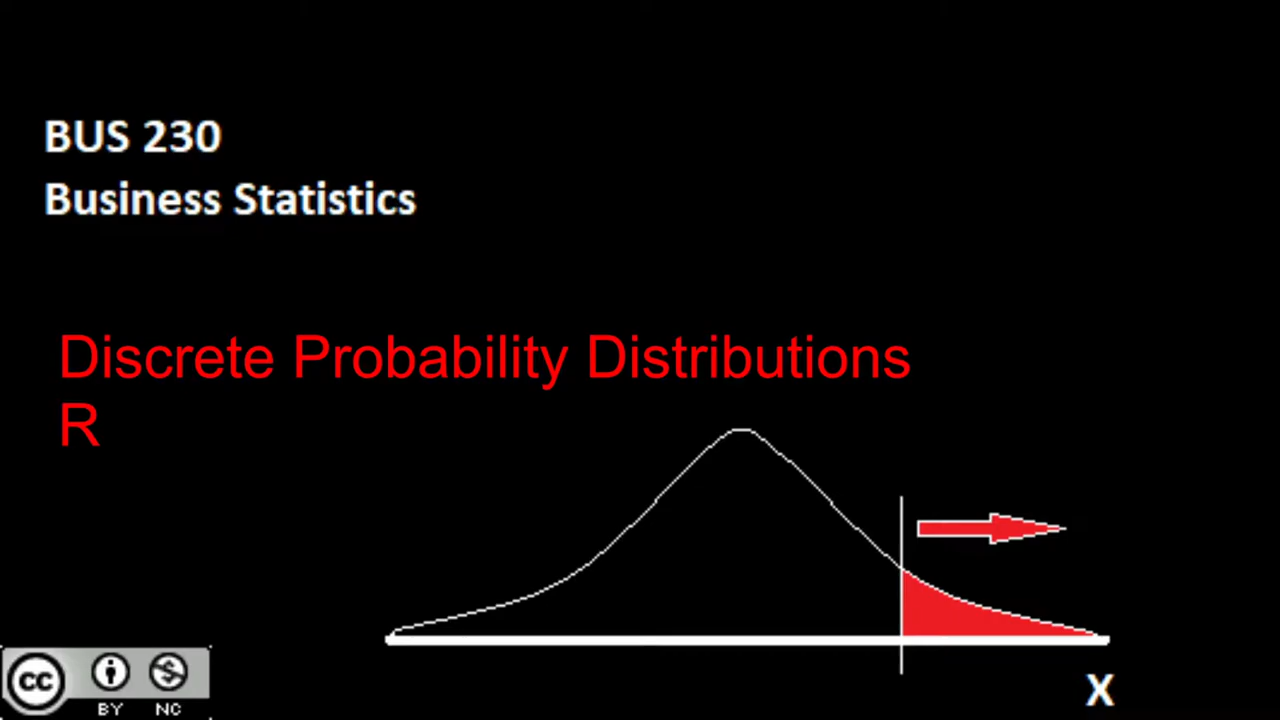 BUS 230
Business Statistics
Discrete Probability Distributions
R
X
CC
BY NC